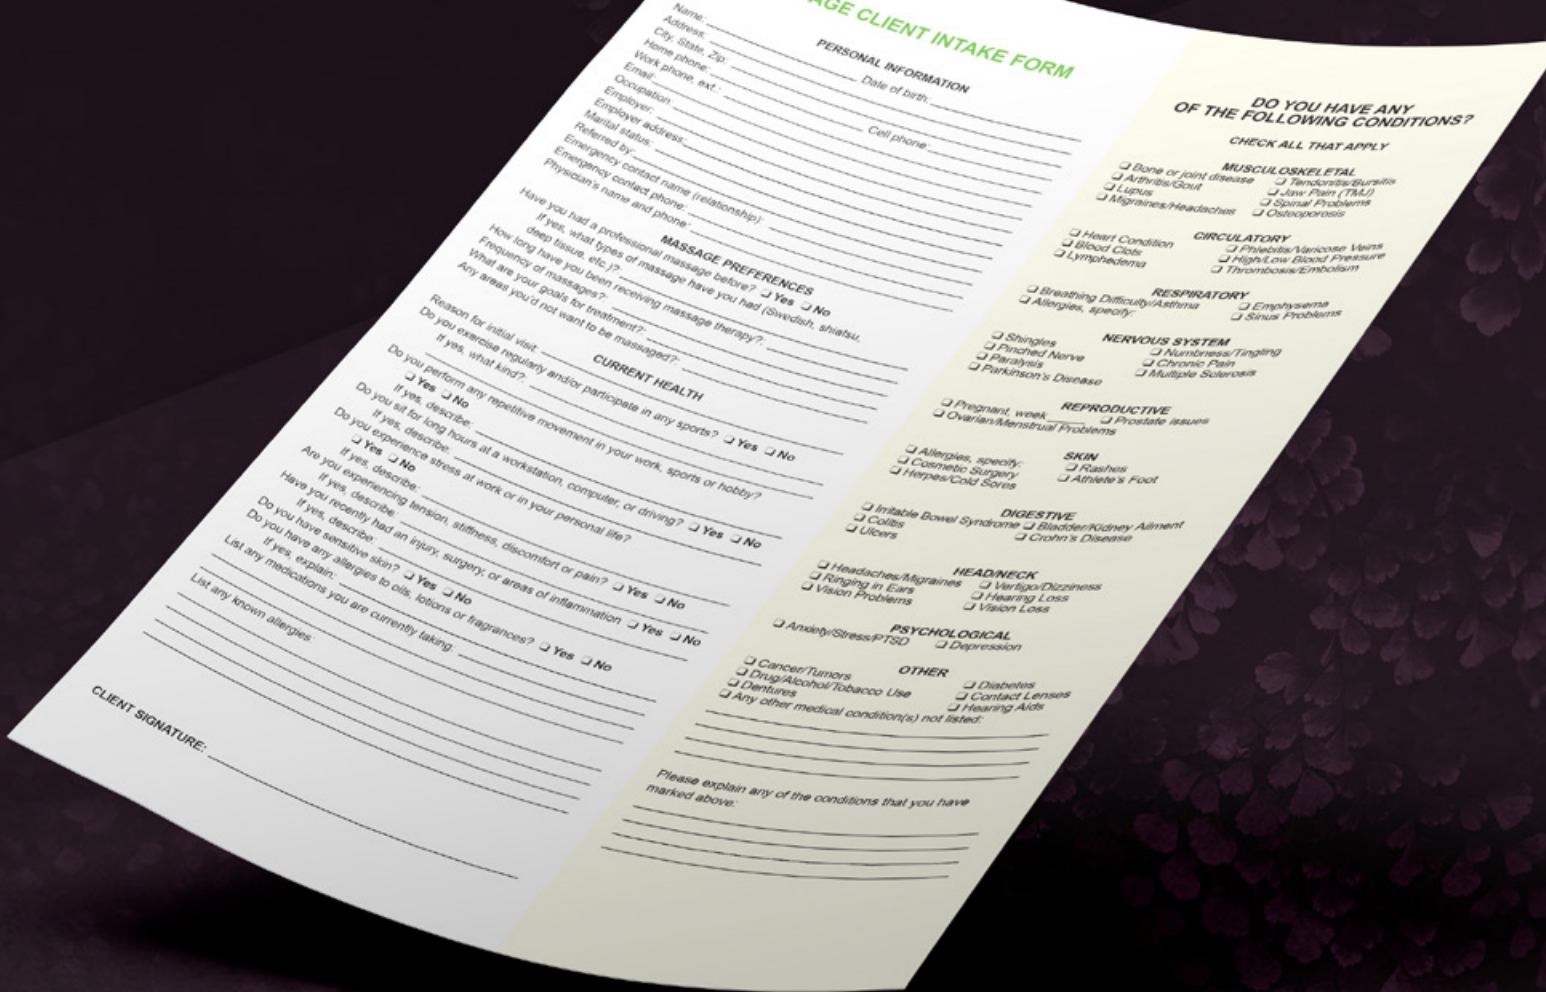 AGE CLIENT INTAKE FORM
PERSONAL INFORMATION
Name:
Address:
City, State, Zip: Date of birth:
Home phone:
Work phone, ext.: Cell phone:
Email:
Occupation:
Employer:
Employer address:
Marital status:
Referred by:
Emergency contact name (relationship):
Emergency contact phone:
Physician's name and phone:
MASSAGE PREFERENCES
Have you had a professional massage before? ❏ Yes ❏ No
If yes, what types of massage have you had (Swedish, shiatsu,
deep tissue, etc.)?:
How long have you been receiving massage therapy?:
Frequency of massages?:
What are your goals for treatment?:
Any areas you'd not want to be massaged?:
CURRENT HEALTH
Reason for initial visit:
Do you exercise regularly and/or participate in any sports? ❏ Yes ❏ No
If yes, what kind?:
Do you perform any repetitive movement in your work, sports or hobby?
❏ Yes ❏ No
If yes, describe:
Do you sit for long hours at a workstation, computer, or driving? ❏ Yes ❏ No
If yes, describe:
Do you experience stress at work or in your personal life?
❏ Yes ❏ No
If yes, describe:
Are you experiencing tension, stiffness, discomfort or pain? ❏ Yes ❏ No
If yes, describe:
Have you recently had an injury, surgery, or areas of inflammation ❏ Yes ❏ No
If yes, describe:
Do you have sensitive skin? ❏ Yes ❏ No
Do you have any allergies to oils, lotions or fragrances? ❏ Yes ❏ No
If yes, explain:
List any medications you are currently taking:
List any known allergies:
CLIENT SIGNATURE:
DO YOU HAVE ANY
OF THE FOLLOWING CONDITIONS?
CHECK ALL THAT APPLY
MUSCULOSKELETAL
❏ Bone or joint disease ❏ Tendonitis/Bursitis
❏ Arthritis/Gout ❏ Jaw Pain (TMJ)
❏ Lupus ❏ Spinal Problems
❏ Migraines/Headaches ❏ Osteoporosis
CIRCULATORY
❏ Heart Condition ❏ Phlebitis/Varicose Veins
❏ Blood Clots ❏ High/Low Blood Pressure
❏ Lymphedema ❏ Thrombosis/Embolism
RESPIRATORY
❏ Breathing Difficulty/Asthma ❏ Emphysema
❏ Allergies, specify: ❏ Sinus Problems
NERVOUS SYSTEM
❏ Shingles ❏ Numbness/Tingling
❏ Pinched Nerve ❏ Chronic Pain
❏ Paralysis ❏ Multiple Sclerosis
❏ Parkinson's Disease
REPRODUCTIVE
❏ Pregnant, week ❏ Prostate issues
❏ Ovarian/Menstrual Problems
SKIN
❏ Allergies, specify: ❏ Rashes
❏ Cosmetic Surgery ❏ Athlete's Foot
❏ Herpes/Cold Sores
DIGESTIVE
❏ Irritable Bowel Syndrome ❏ Bladder/Kidney Ailment
❏ Colitis ❏ Crohn's Disease
❏ Ulcers
HEAD/NECK
❏ Headaches/Migraines ❏ Vertigo/Dizziness
❏ Ringing in Ears ❏ Hearing Loss
❏ Vision Problems ❏ Vision Loss
PSYCHOLOGICAL
❏ Anxiety/Stress/PTSD ❏ Depression
OTHER
❏ Cancer/Tumors ❏ Diabetes
❏ Drug/Alcohol/Tobacco Use ❏ Contact Lenses
❏ Dentures ❏ Hearing Aids
❏ Any other medical condition(s) not listed:
Please explain any of the conditions that you have
marked above: